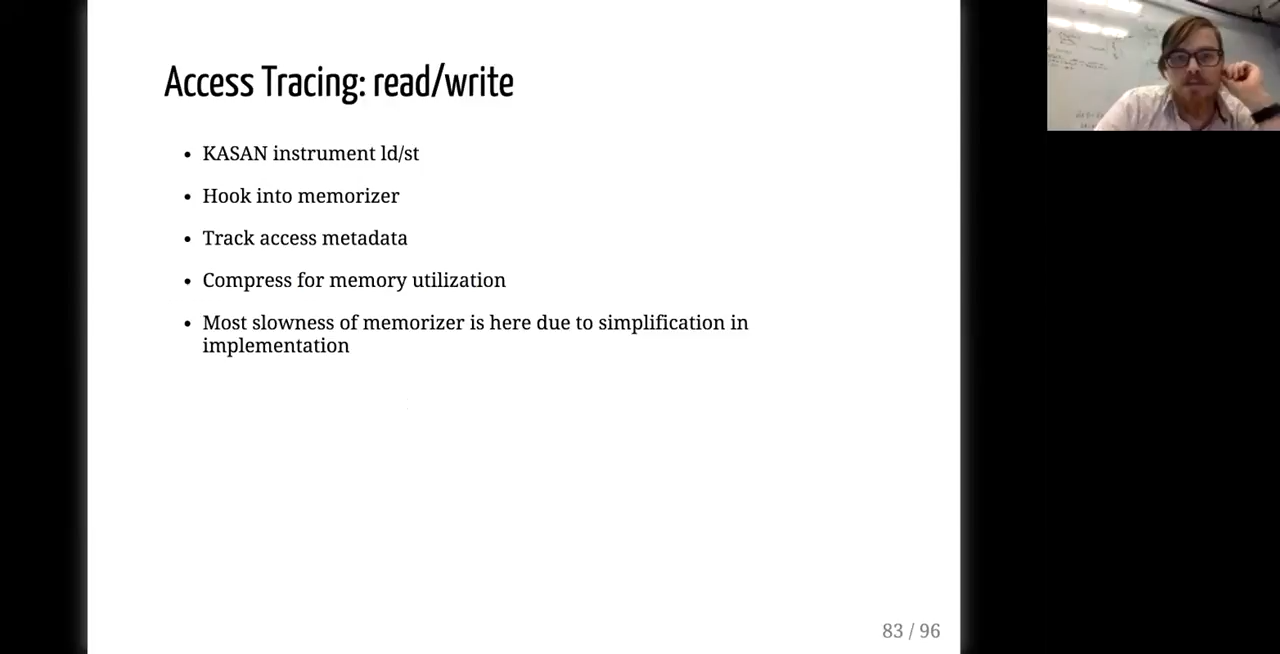 Access Tracing: read/write
• KASAN instrument ld/st
• Hook into memorizer
• Track access metadata
• Compress for memory utilization
• Most slowness of memorizer is here due to simplification in
implementation
83 / 96